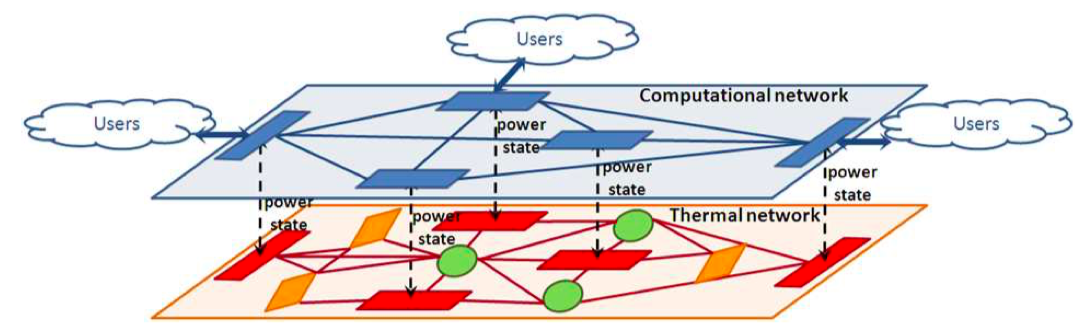 Users
Computational network
Users
Users
power
state
power
state
power
state
power
state
Thermal network
power
state